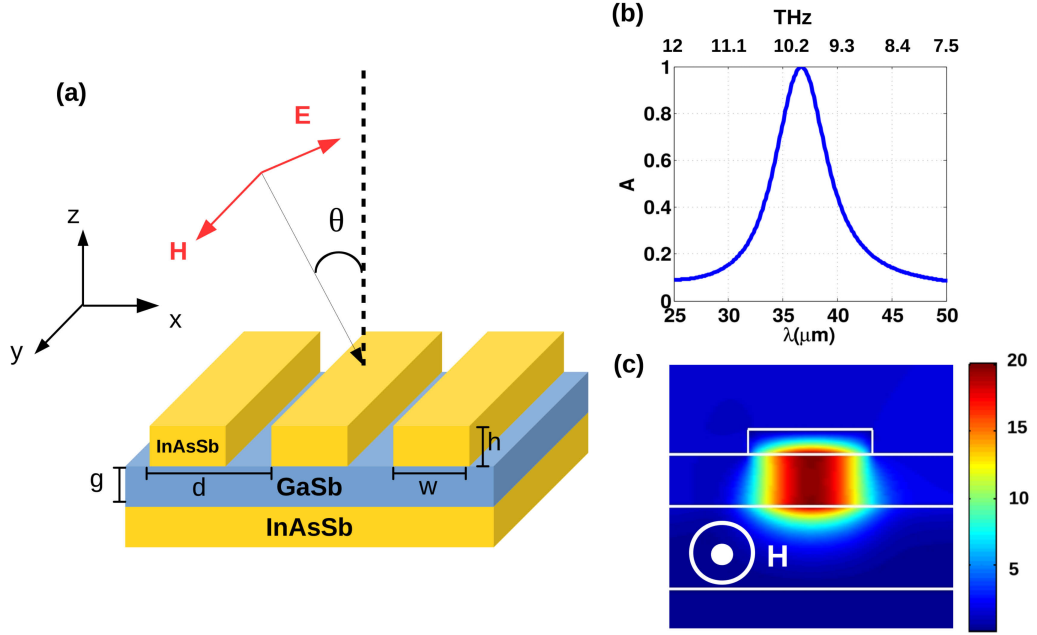 (a)
E
H
θ
z
x
y
InAsSb
h
g
d
GaSb
w
InAsSb
(b)
THz
12 11.1 10.2 9.3 8.4 7.5
1
0.8
0.6
0.4
0.2
0
A
25 30 35 40 45 50
λ(μm)
(c)
20
15
10
5
H